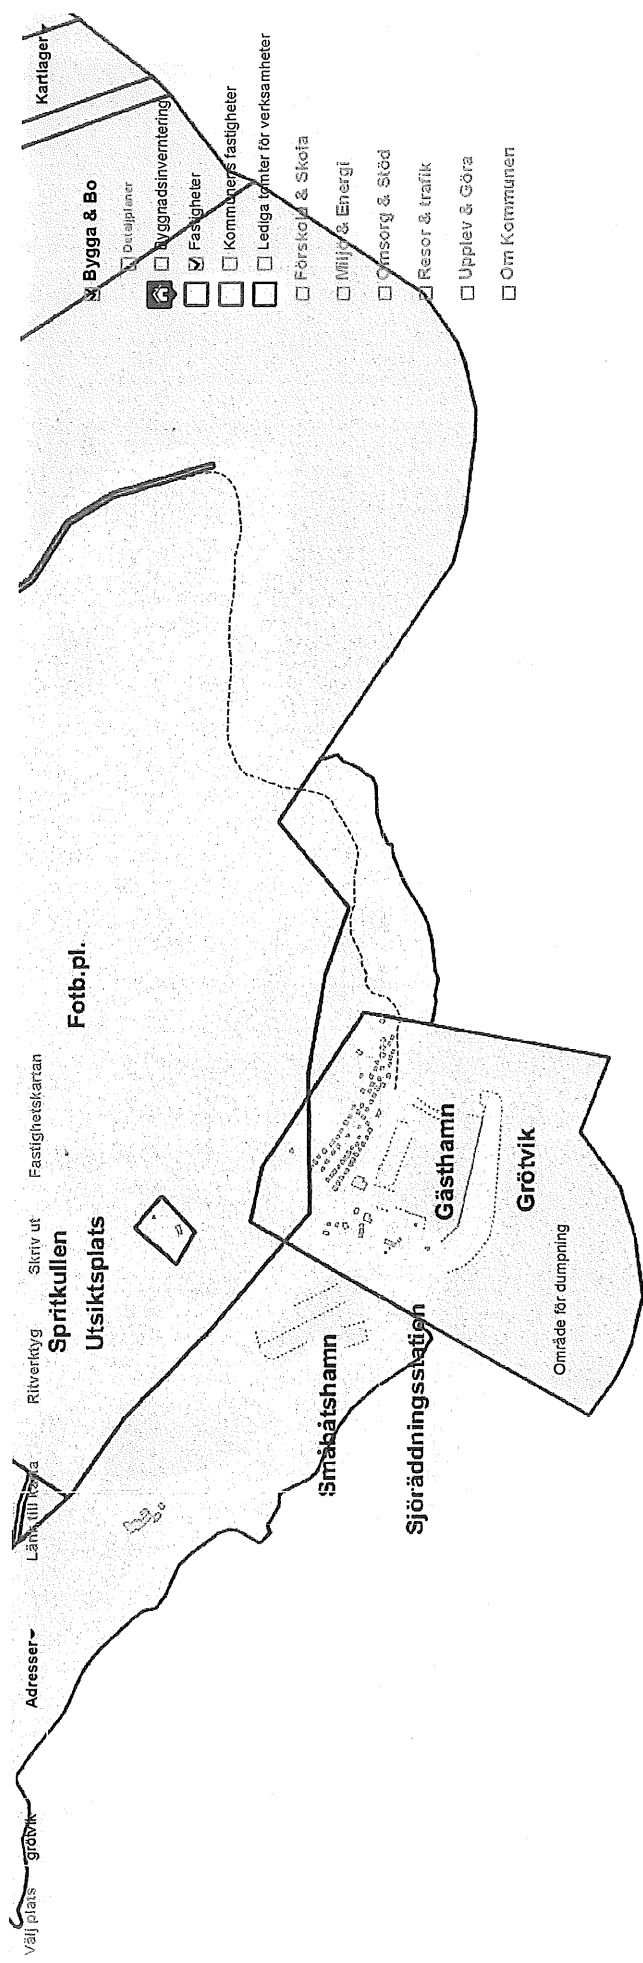 Välj plats
grötvik
Adresser
Länk till karta
Ritverktyg
Skriv ut
Fastighetskartan
Kartlager
Bygga & Bo
Detaljplaner
Byggnadsinverntering
Fastigheter
Kommunens fastigheter
Lediga tomter för verksamheter
Förskola & Skola
Miljö & Energi
Omsorg & Stöd
Resor & trafik
Upplev & Göra
Om Kommunen
Spritkullen
Utsiktsplats
Fotb.pl.
Småbåtshamn
Sjöräddningsstation
Gästhamn
Grötvik
Område för dumpning